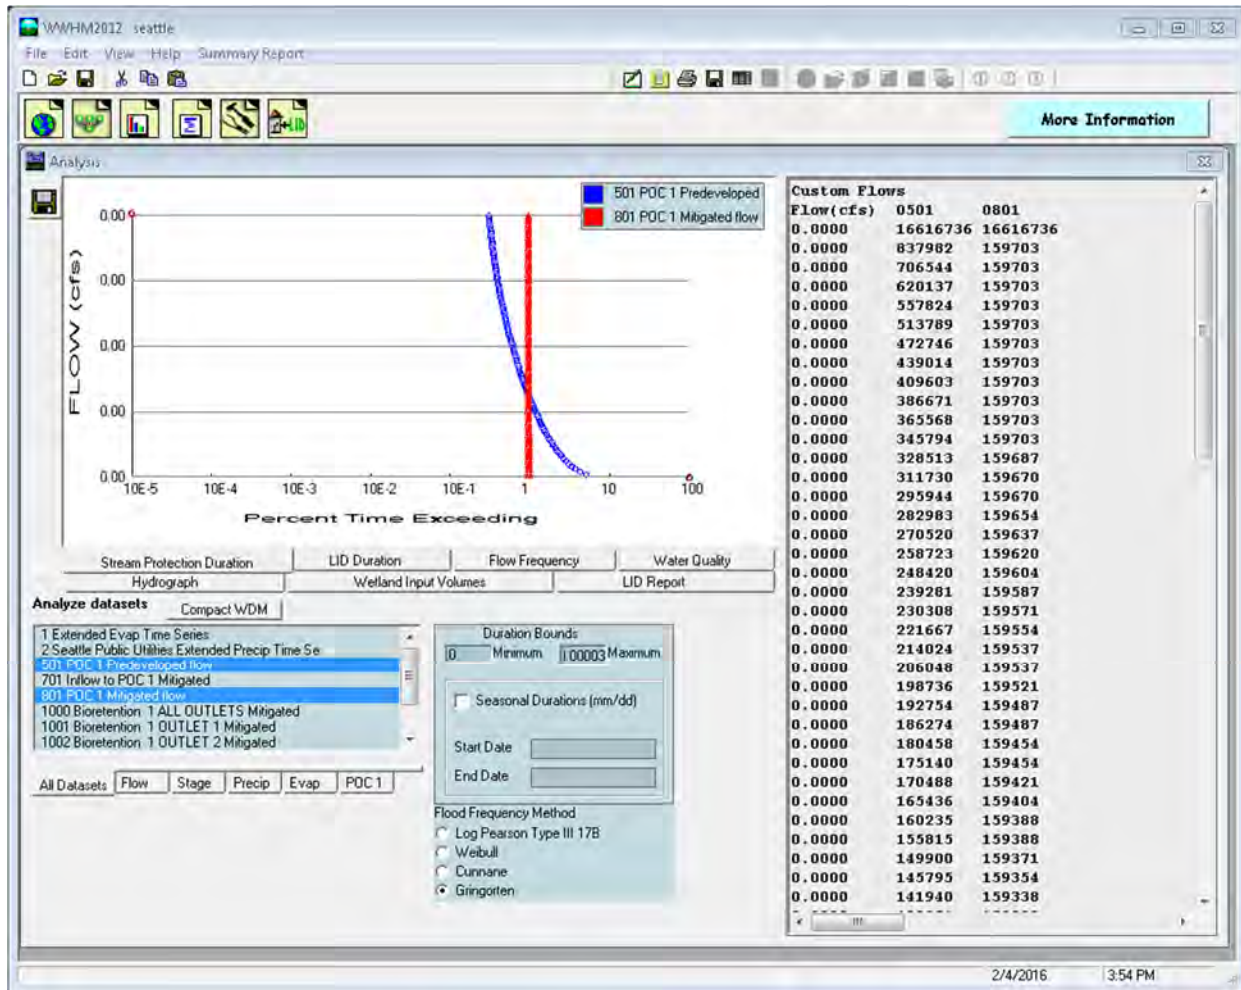 WWHM2012 seattle
File Edit View Help Summary Report
More Information
Analysis
501 POC 1 Predeveloped
801 POC 1 Mitigated flow
FLOW (cfs)
0.00
0.00
0.00
0.00
0.00
10E-5 10E-4 10E-3 10E-2 10E-1 1 10 100
Percent Time Exceeding
Stream Protection Duration LID Duration Flow Frequency Water Quality
Hydrograph Wetland Input Volumes LID Report
Analyze datasets Compact WDM
1 Extended Evap Time Series
2 Seattle Public Utilities Extended Precip Time Se
501 POC 1 Predeveloped flow
701 Inflow to POC 1 Mitigated
801 POC 1 Mitigated flow
1000 Bioretention 1 ALL OUTLETS Mitigated
1001 Bioretention 1 OUTLET 1 Mitigated
1002 Bioretention 1 OUTLET 2 Mitigated
All Datasets Flow Stage Precip Evap POC 1
Duration Bounds
0 Minimum 1.00003 Maximum
Seasonal Durations (mm/dd)
Start Date
End Date
Flood Frequency Method
Log Pearson Type III 17B
Weibull
Cunnane
Gringorten
Custom Flows
Flow(cfs) 0501 0801
0.0000 16616736 16616736
0.0000 837982 159703
0.0000 706544 159703
0.0000 620137 159703
0.0000 557824 159703
0.0000 513789 159703
0.0000 472746 159703
0.0000 439014 159703
0.0000 409603 159703
0.0000 386671 159703
0.0000 365568 159703
0.0000 345794 159703
0.0000 328513 159687
0.0000 311730 159670
0.0000 295944 159670
0.0000 282983 159654
0.0000 270520 159637
0.0000 258723 159620
0.0000 248420 159604
0.0000 239281 159587
0.0000 230308 159571
0.0000 221667 159554
0.0000 214024 159537
0.0000 206048 159537
0.0000 198736 159521
0.0000 192754 159487
0.0000 186274 159487
0.0000 180458 159454
0.0000 175140 159454
0.0000 170488 159421
0.0000 165436 159404
0.0000 160235 159388
0.0000 155815 159388
0.0000 149900 159371
0.0000 145795 159354
0.0000 141940 159338
2/4/2016 3:54 PM